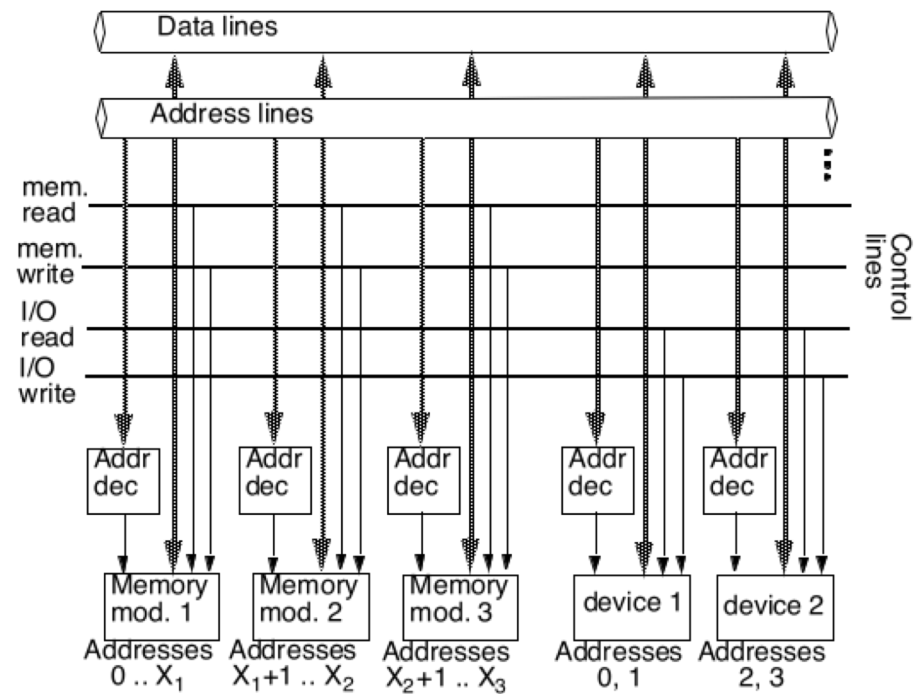 Data lines
Address lines
mem.
read
mem.
write
I/O
read
I/O
write
Control
lines
Addr
dec
Addr
dec
Addr
dec
Addr
dec
Addr
dec
Memory
mod. 1
Memory
mod. 2
Memory
mod. 3
device 1
device 2
Addresses
0 .. X₁
Addresses
X₁+1 .. X₂
Addresses
X₂+1 .. X₃
Addresses
0, 1
Addresses
2, 3